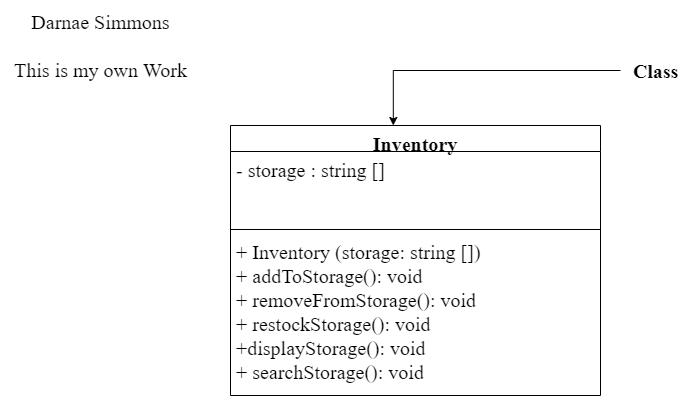 Darnae Simmons
This is my own Work
Class
Inventory
- storage : string []
+ Inventory (storage: string [])
+ addToStorage(): void
+ removeFromStorage(): void
+ restockStorage(): void
+displayStorage(): void
+ searchStorage(): void